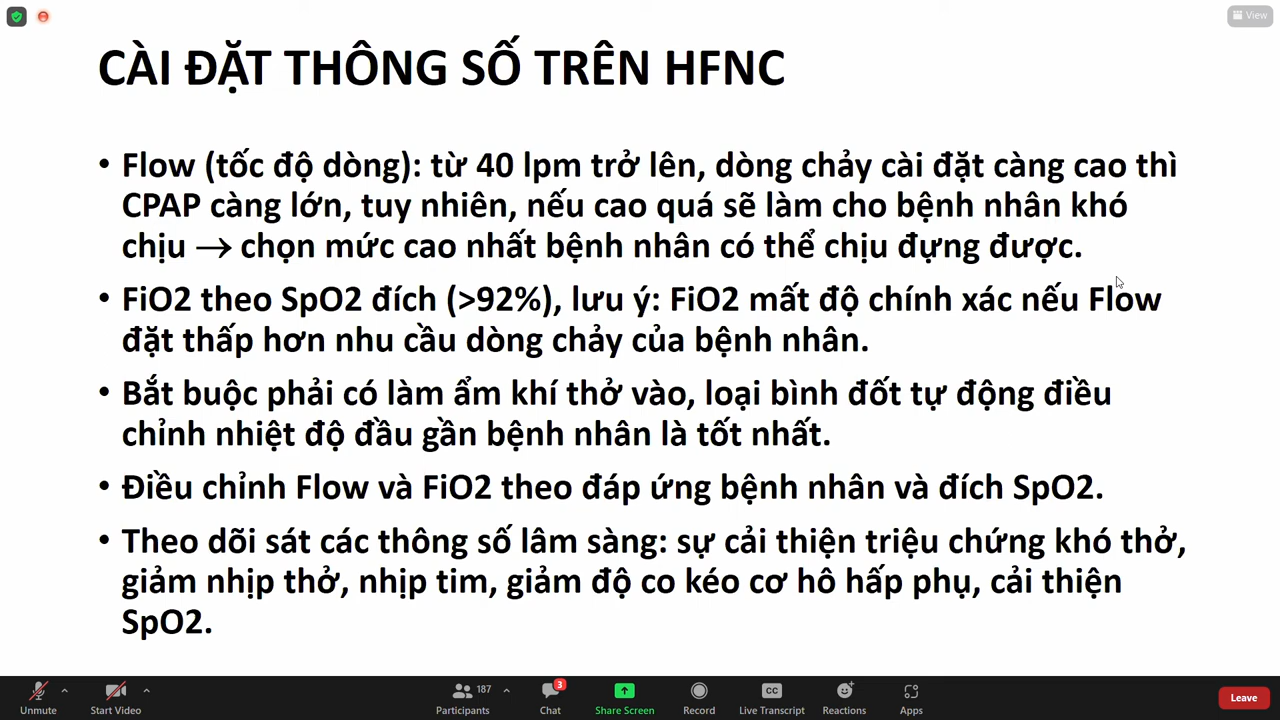 View
CÀI ĐẶT THÔNG SỐ TRÊN HFNC
• Flow (tốc độ dòng): từ 40 lpm trở lên, dòng chảy cài đặt càng cao thì
CPAP càng lớn, tuy nhiên, nếu cao quá sẽ làm cho bệnh nhân khó
chịu → chọn mức cao nhất bệnh nhân có thể chịu đựng được.
• FiO2 theo SpO2 đích (>92%), lưu ý: FiO2 mất độ chính xác nếu Flow
đặt thấp hơn nhu cầu dòng chảy của bệnh nhân.
• Bắt buộc phải có làm ẩm khí thở vào, loại bình đốt tự động điều
chỉnh nhiệt độ đầu gần bệnh nhân là tốt nhất.
• Điều chỉnh Flow và FiO2 theo đáp ứng bệnh nhân và đích SpO2.
• Theo dõi sát các thông số lâm sàng: sự cải thiện triệu chứng khó thở,
giảm nhịp thở, nhịp tim, giảm độ co kéo cơ hô hấp phụ, cải thiện
SpO2.
187
3
CC
Unmute
Start Video
Participants
Chat
Share Screen
Record
Live Transcript
Reactions
Apps
Leave